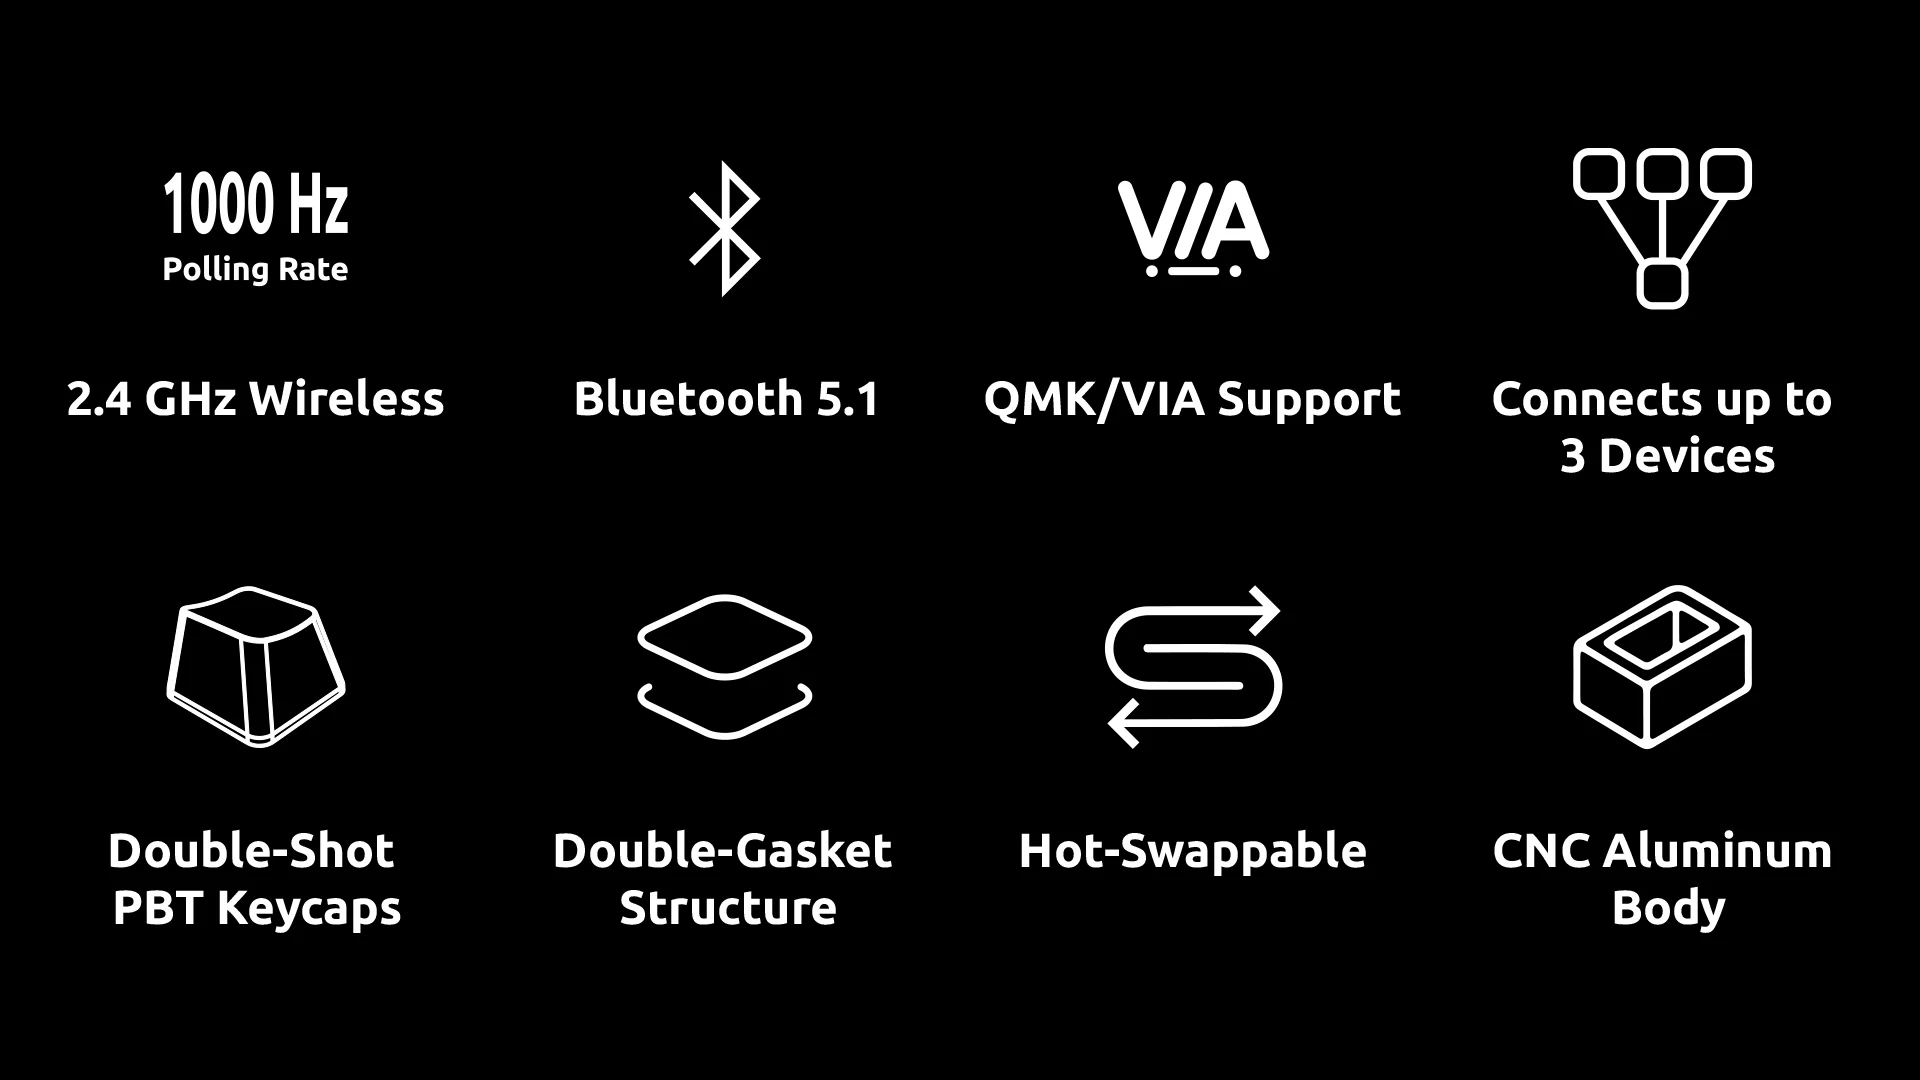 1000 Hz
Polling Rate
2.4 GHz Wireless
Bluetooth 5.1
VIA
QMK/VIA Support
Connects up to
3 Devices
Double-Shot
PBT Keycaps
Double-Gasket
Structure
Hot-Swappable
CNC Aluminum
Body